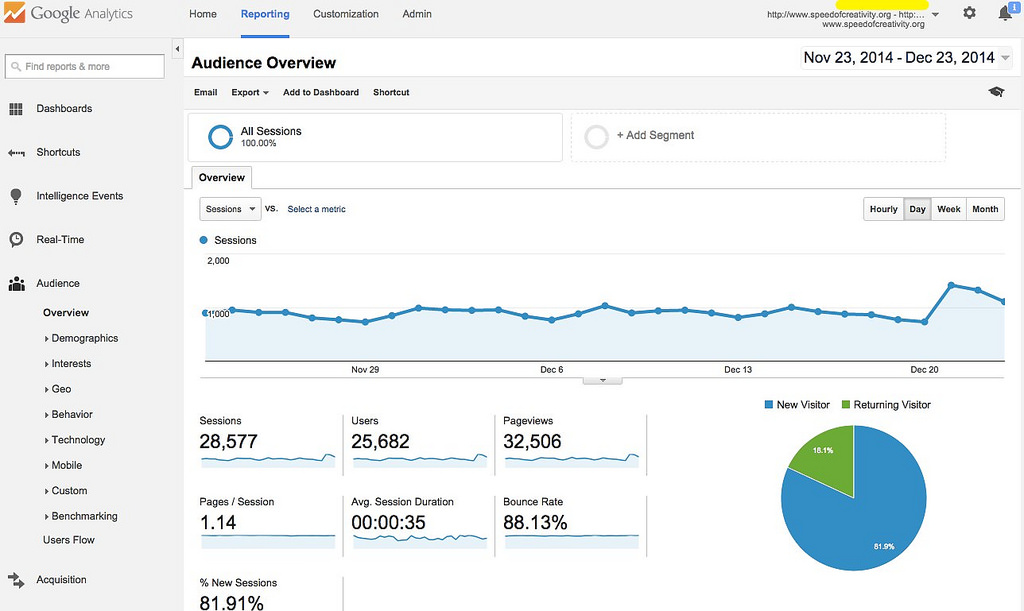 Google Analytics
Home Reporting Customization Admin
http://www.speedofcreativity.org - http:...
www.speedofcreativity.org
1
Find reports & more
Dashboards
Shortcuts
Intelligence Events
Real-Time
Audience
Overview
Demographics
Interests
Geo
Behavior
Technology
Mobile
Custom
Benchmarking
Users Flow
Acquisition
Audience Overview
Nov 23, 2014 - Dec 23, 2014
Email Export Add to Dashboard Shortcut
All Sessions
100.00%
+ Add Segment
Overview
Sessions VS. Select a metric
Hourly Day Week Month
Sessions
2,000
1,000
Nov 29 Dec 6 Dec 13 Dec 20
New Visitor Returning Visitor
Sessions
28,577
Users
25,682
Pageviews
32,506
Pages / Session
1.14
Avg. Session Duration
00:00:35
Bounce Rate
88.13%
% New Sessions
81.91%
18.1%
81.9%